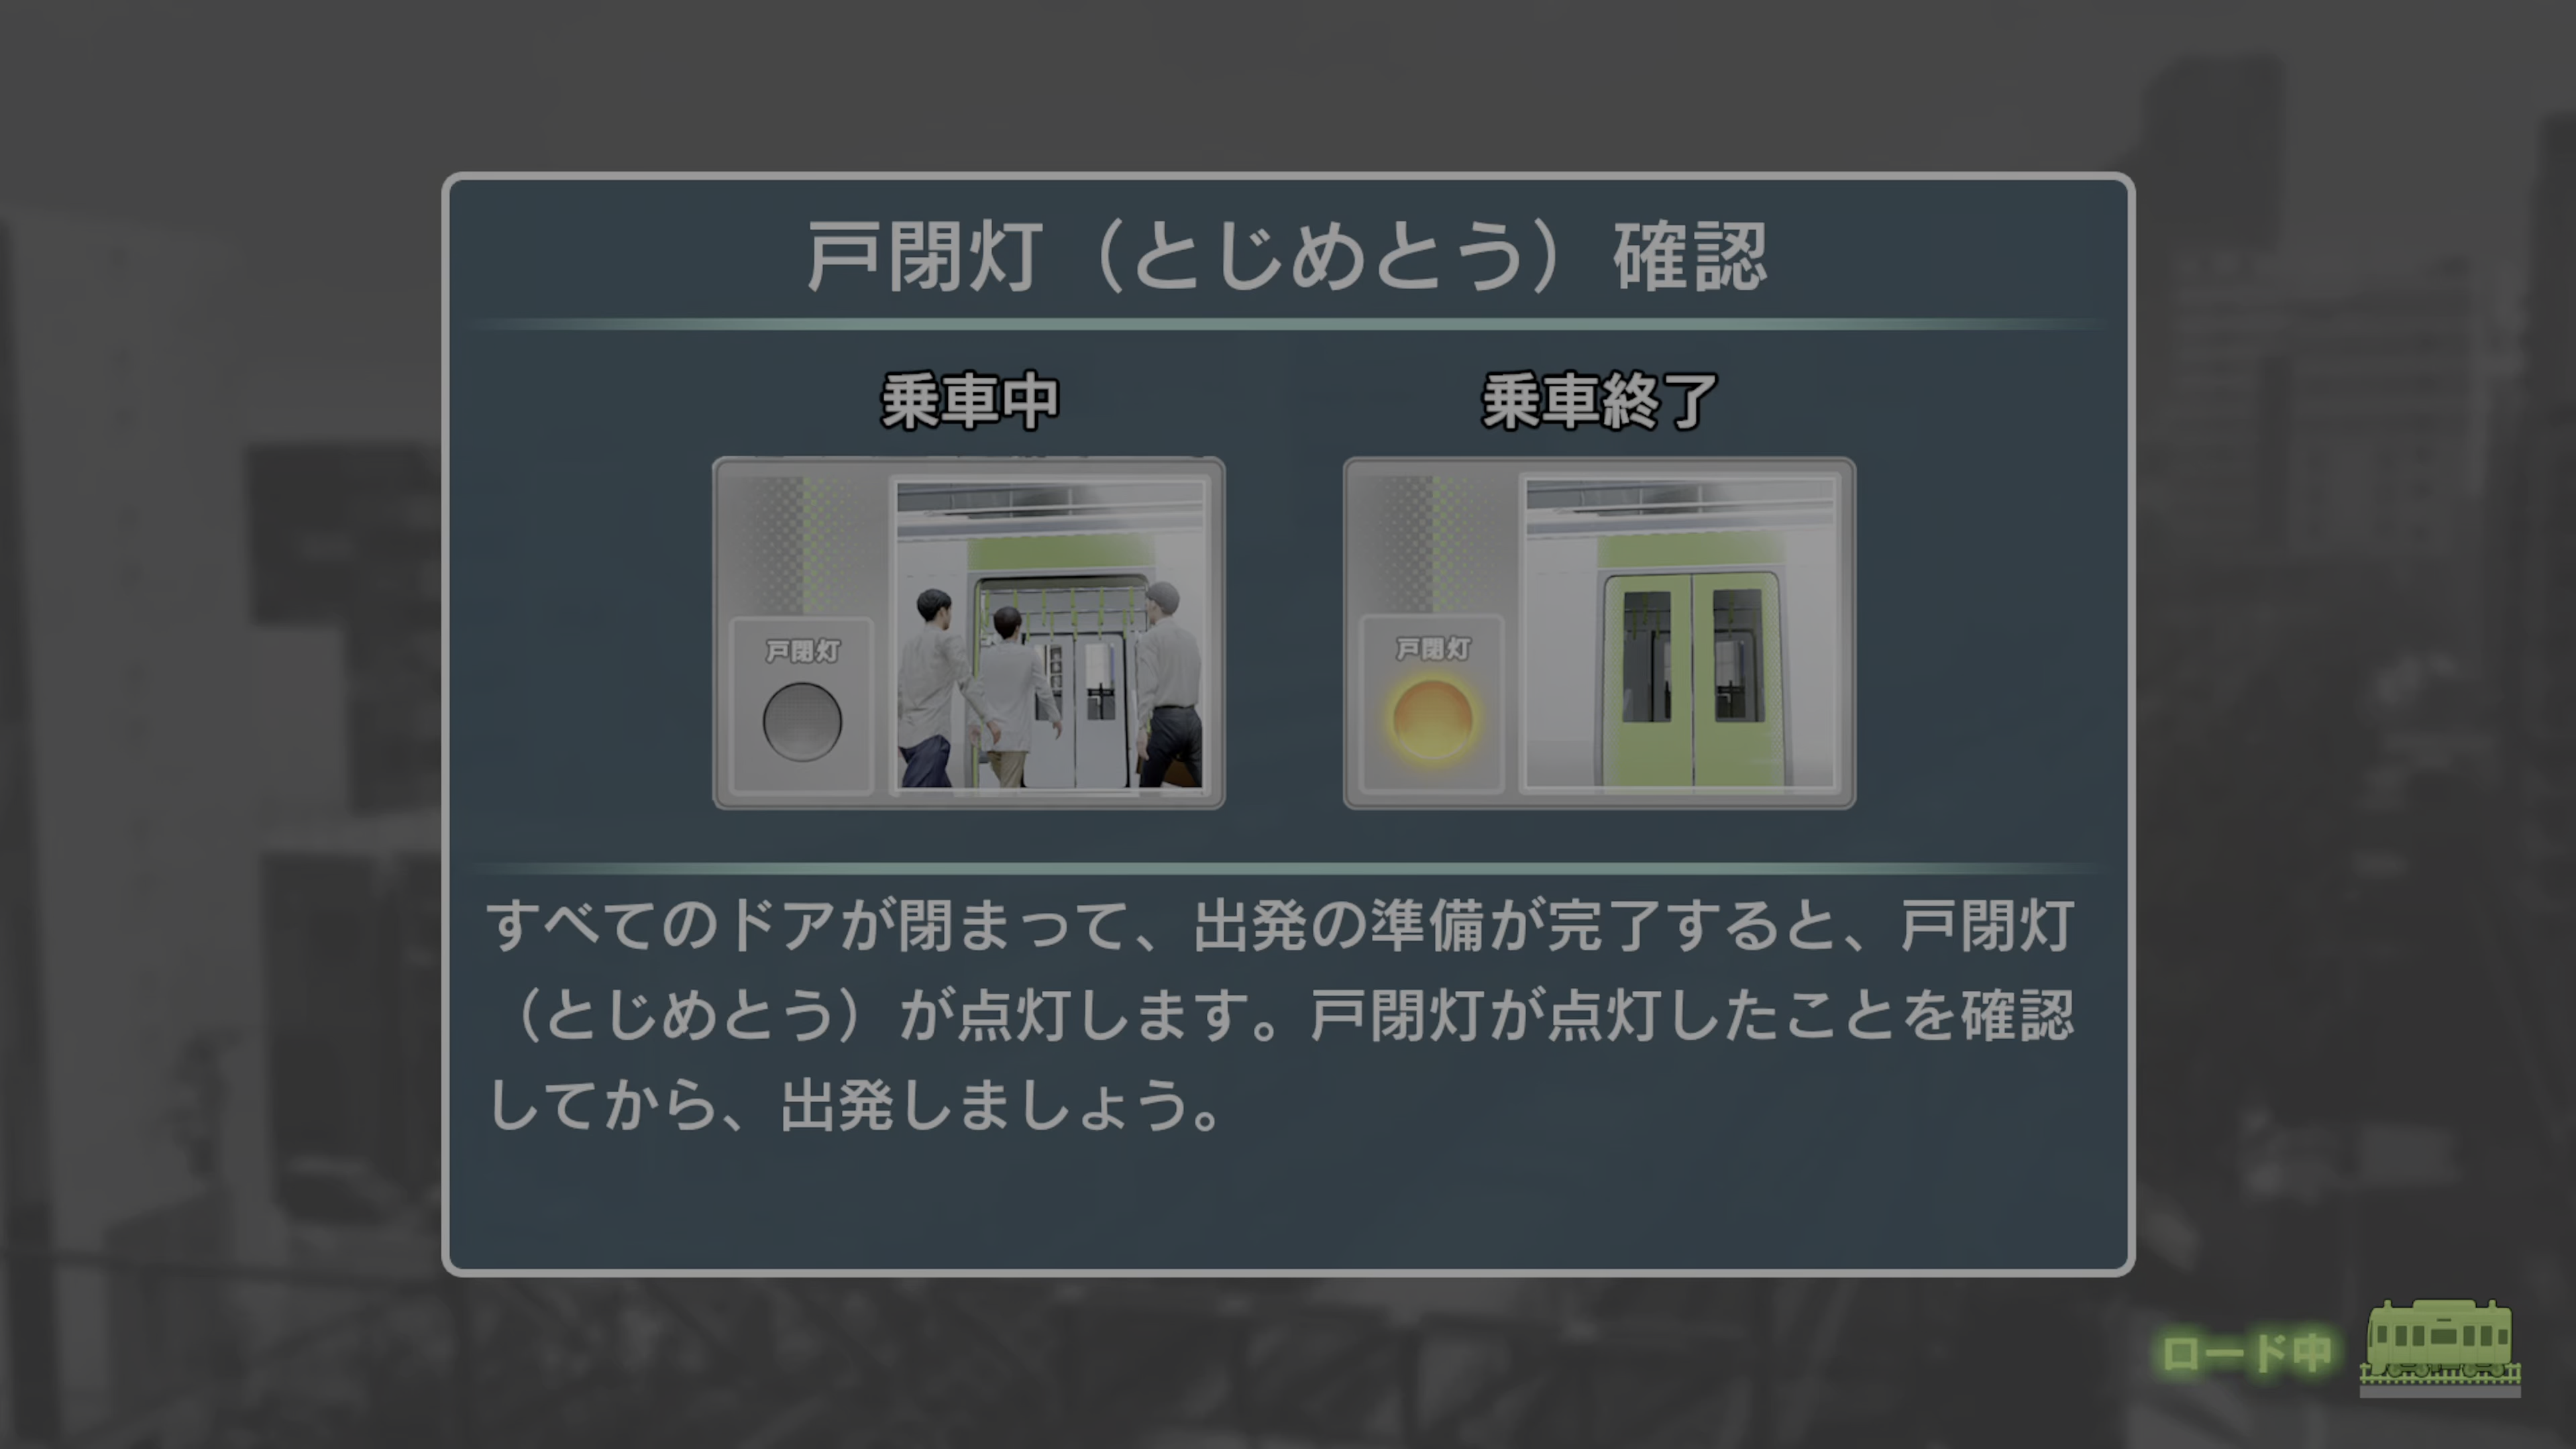 戸閉灯（とじめとう）確認
乗車中
乗車終了
戸閉灯
戸閉灯
すべてのドアが閉まって、出発の準備が完了すると、戸閉灯
（とじめとう）が点灯します。戸閉灯が点灯したことを確認
してから、出発しましょう。
ロード中